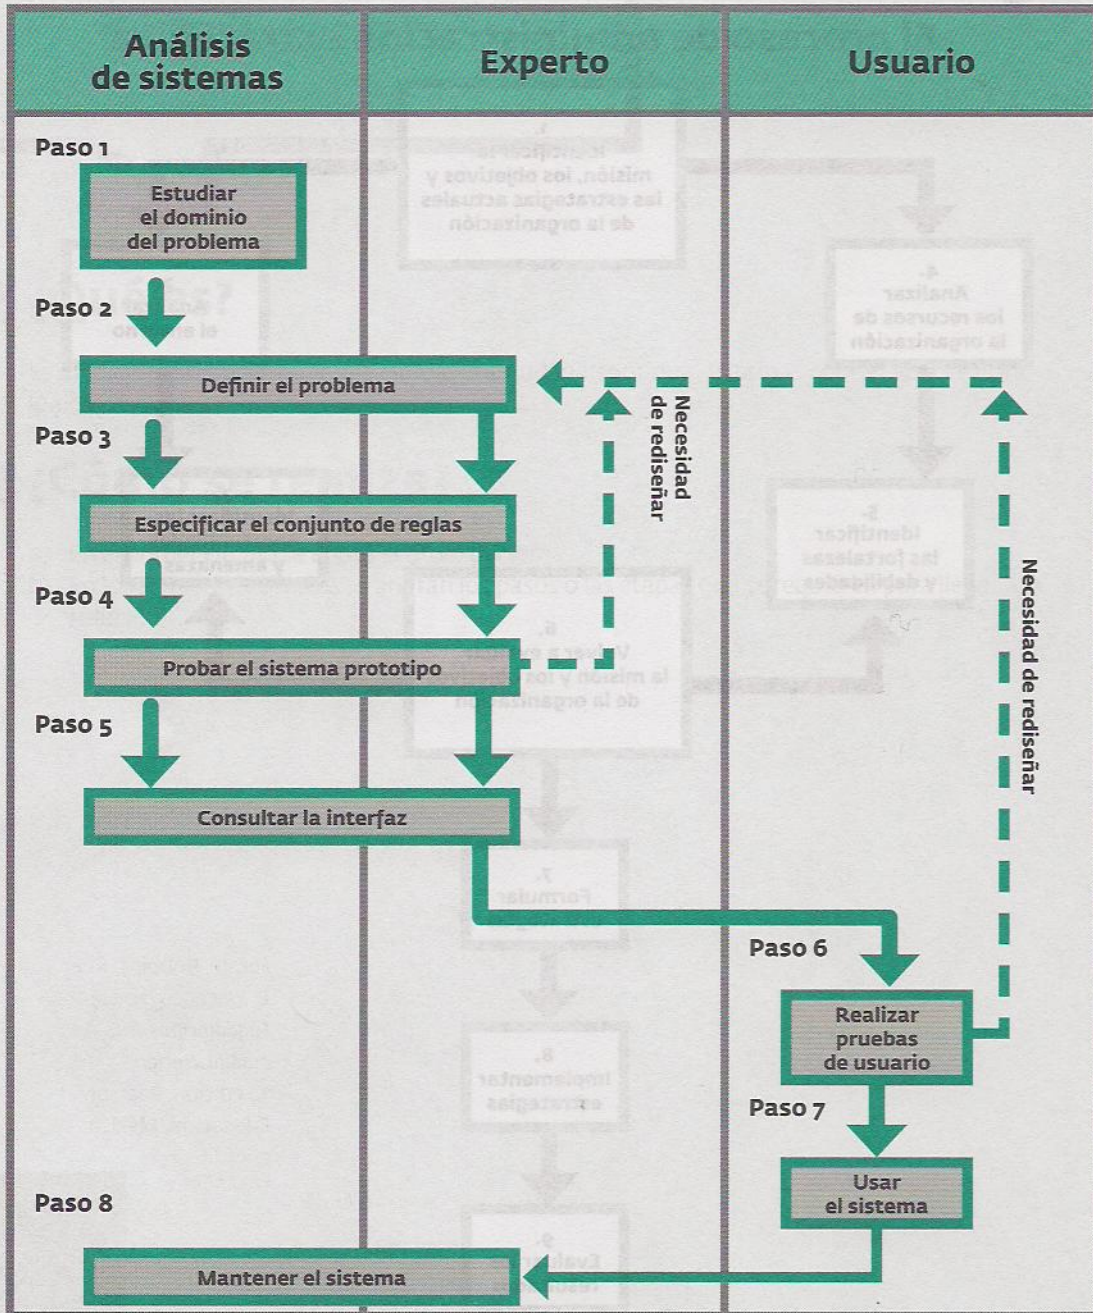 Análisis
de sistemas
Experto
Usuario
Paso 1
Estudiar
el dominio
del problema
Paso 2
Definir el problema
Paso 3
Necesidad
de rediseñar
Especificar el conjunto de reglas
Paso 4
Necesidad de rediseñar
Probar el sistema prototipo
Paso 5
Consultar la interfaz
Paso 6
Realizar
pruebas
de usuario
Paso 7
Usar
el sistema
Paso 8
Mantener el sistema